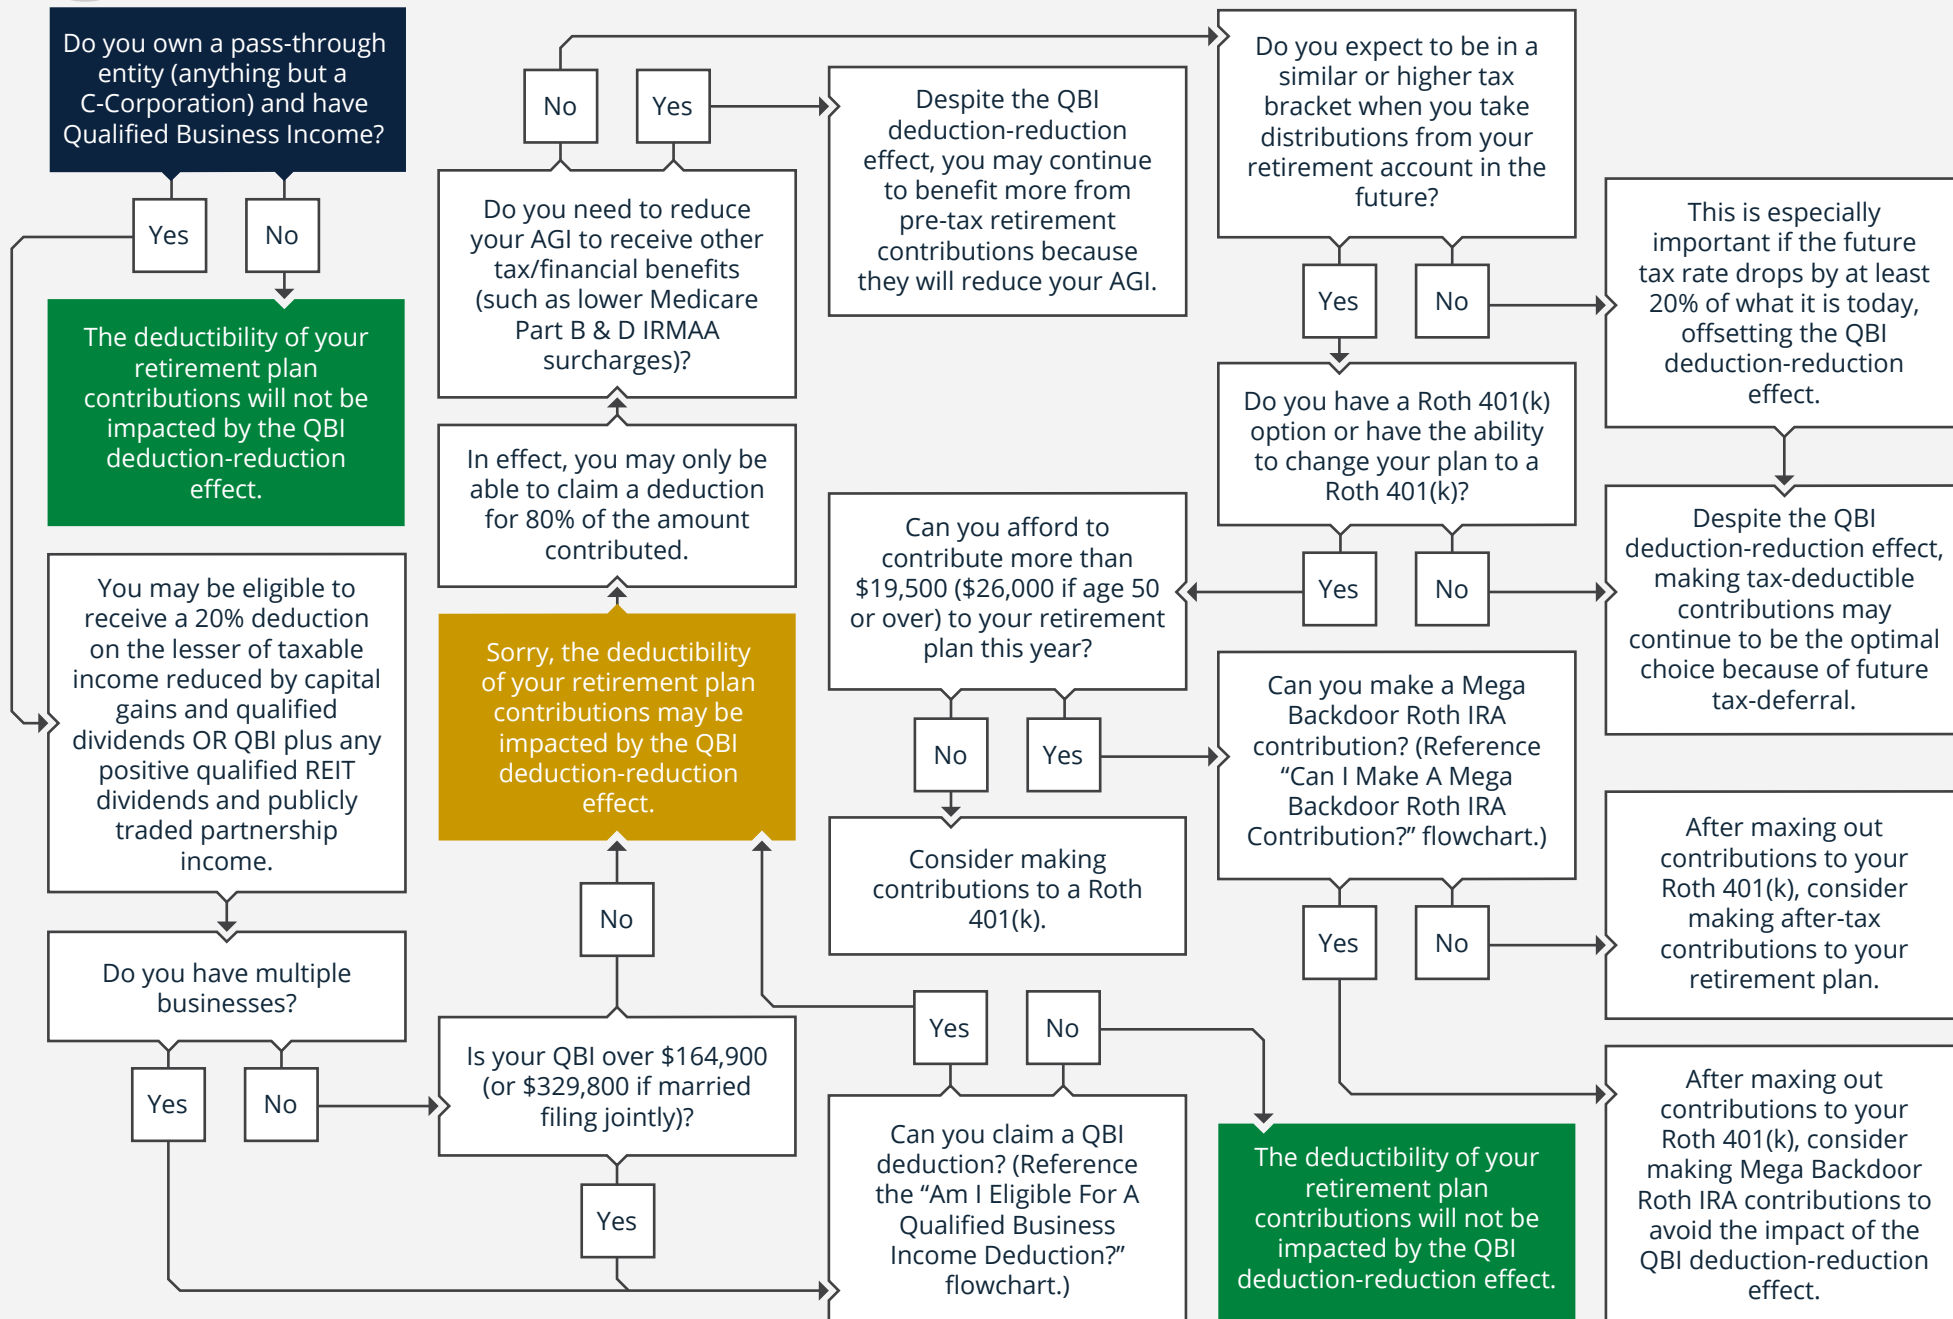 Do you own a pass-through
entity (anything but a
C-Corporation) and have
Qualified Business Income?
Yes
No
The deductibility of your
retirement plan
contributions will not be
impacted by the QBI
deduction-reduction
effect.
You may be eligible to
receive a 20% deduction
on the lesser of taxable
income reduced by capital
gains and qualified
dividends OR QBI plus any
positive qualified REIT
dividends and publicly
traded partnership
income.
Do you have multiple
businesses?
Yes
No
Is your QBI over $164,900
(or $329,800 if married
filing jointly)?
No
Yes
Sorry, the deductibility
of your retirement plan
contributions may be
impacted by the QBI
deduction-reduction
effect.
In effect, you may only be
able to claim a deduction
for 80% of the amount
contributed.
Do you need to reduce
your AGI to receive other
tax/financial benefits
(such as lower Medicare
Part B & D IRMAA
surcharges)?
No
Yes
Despite the QBI
deduction-reduction
effect, you may continue
to benefit more from
pre-tax retirement
contributions because
they will reduce your AGI.
Can you claim a QBI
deduction? (Reference
the “Am I Eligible For A
Qualified Business
Income Deduction?”
flowchart.)
Yes
No
The deductibility of your
retirement plan
contributions will not be
impacted by the QBI
deduction-reduction effect.
Do you expect to be in a
similar or higher tax
bracket when you take
distributions from your
retirement account in the
future?
Yes
No
This is especially
important if the future
tax rate drops by at least
20% of what it is today,
offsetting the QBI
deduction-reduction
effect.
Do you have a Roth 401(k)
option or have the ability
to change your plan to a
Roth 401(k)?
Yes
No
Despite the QBI
deduction-reduction effect,
making tax-deductible
contributions may
continue to be the optimal
choice because of future
tax-deferral.
Can you afford to
contribute more than
$19,500 ($26,000 if age 50
or over) to your retirement
plan this year?
No
Yes
Consider making
contributions to a Roth
401(k).
Can you make a Mega
Backdoor Roth IRA
contribution? (Reference
“Can I Make A Mega
Backdoor Roth IRA
Contribution?” flowchart.)
Yes
No
After maxing out
contributions to your
Roth 401(k), consider
making after-tax
contributions to your
retirement plan.
After maxing out
contributions to your
Roth 401(k), consider
making Mega Backdoor
Roth IRA contributions to
avoid the impact of the
QBI deduction-reduction
effect.